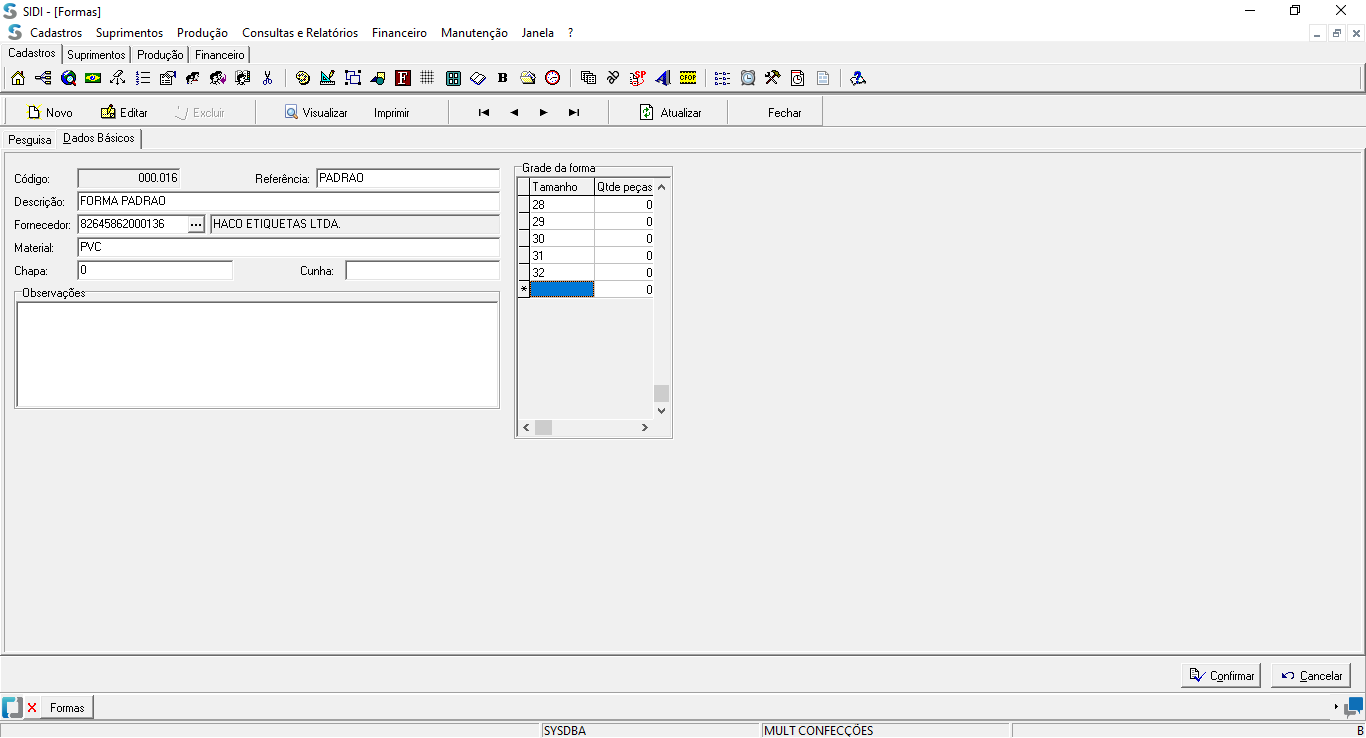 SIDI - [Formas]
Cadastros Suprimentos Produção Consultas e Relatórios Financeiro Manutenção Janela ?
Cadastros Suprimentos Produção Financeiro
F B SP CFOP
Novo Editar Excluir Visualizar Imprimir Atualizar Fechar
Pesquisa Dados Básicos
Código: 000.016 Referência: PADRAO
Descrição: FORMA PADRAO
Fornecedor: 82645862000136 ... HACO ETIQUETAS LTDA.
Material: PVC
Chapa: 0 Cunha:
Observações
Grade da forma
Tamanho Qtde peças
28 0
29 0
30 0
31 0
32 0
* 0
Confirmar Cancelar
Formas
SYSDBA MULT CONFECÇÕES B